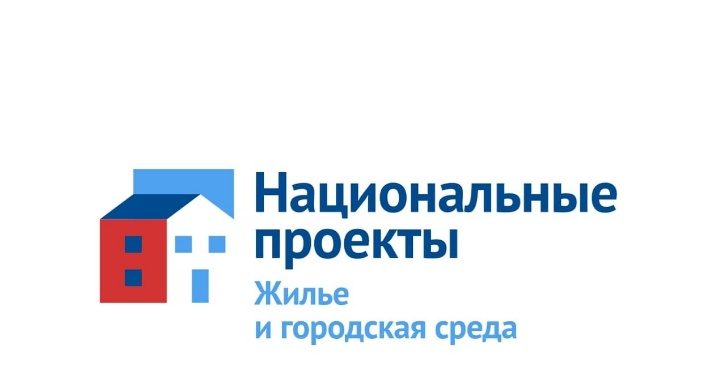 Национальные
проекты
Жилье
и городская среда